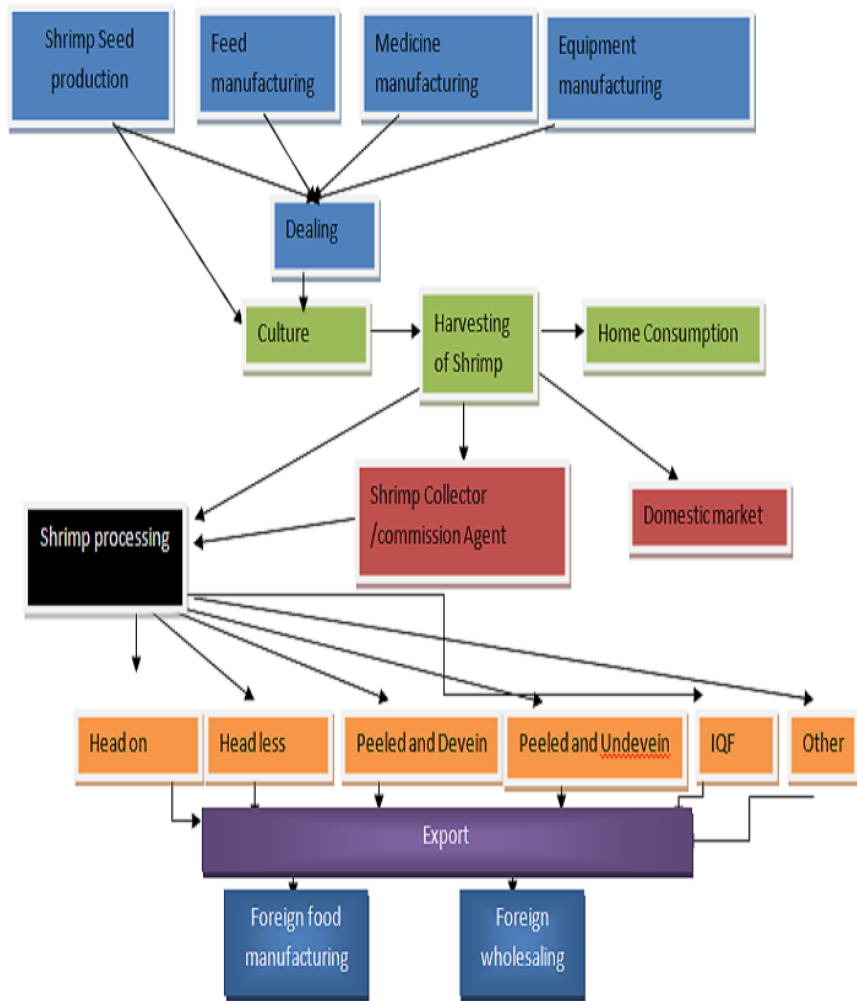 Shrimp Seed
production
Feed
manufacturing
Medicine
manufacturing
Equipment
manufacturing
Dealing
Culture
Harvesting
of Shrimp
Home Consumption
Shrimp processing
Shrimp Collector
/commission Agent
Domestic market
Head on
Head less
Peeled and Devein
Peeled and Undevein
IQF
Other
Export
Foreign food
manufacturing
Foreign
wholesaling